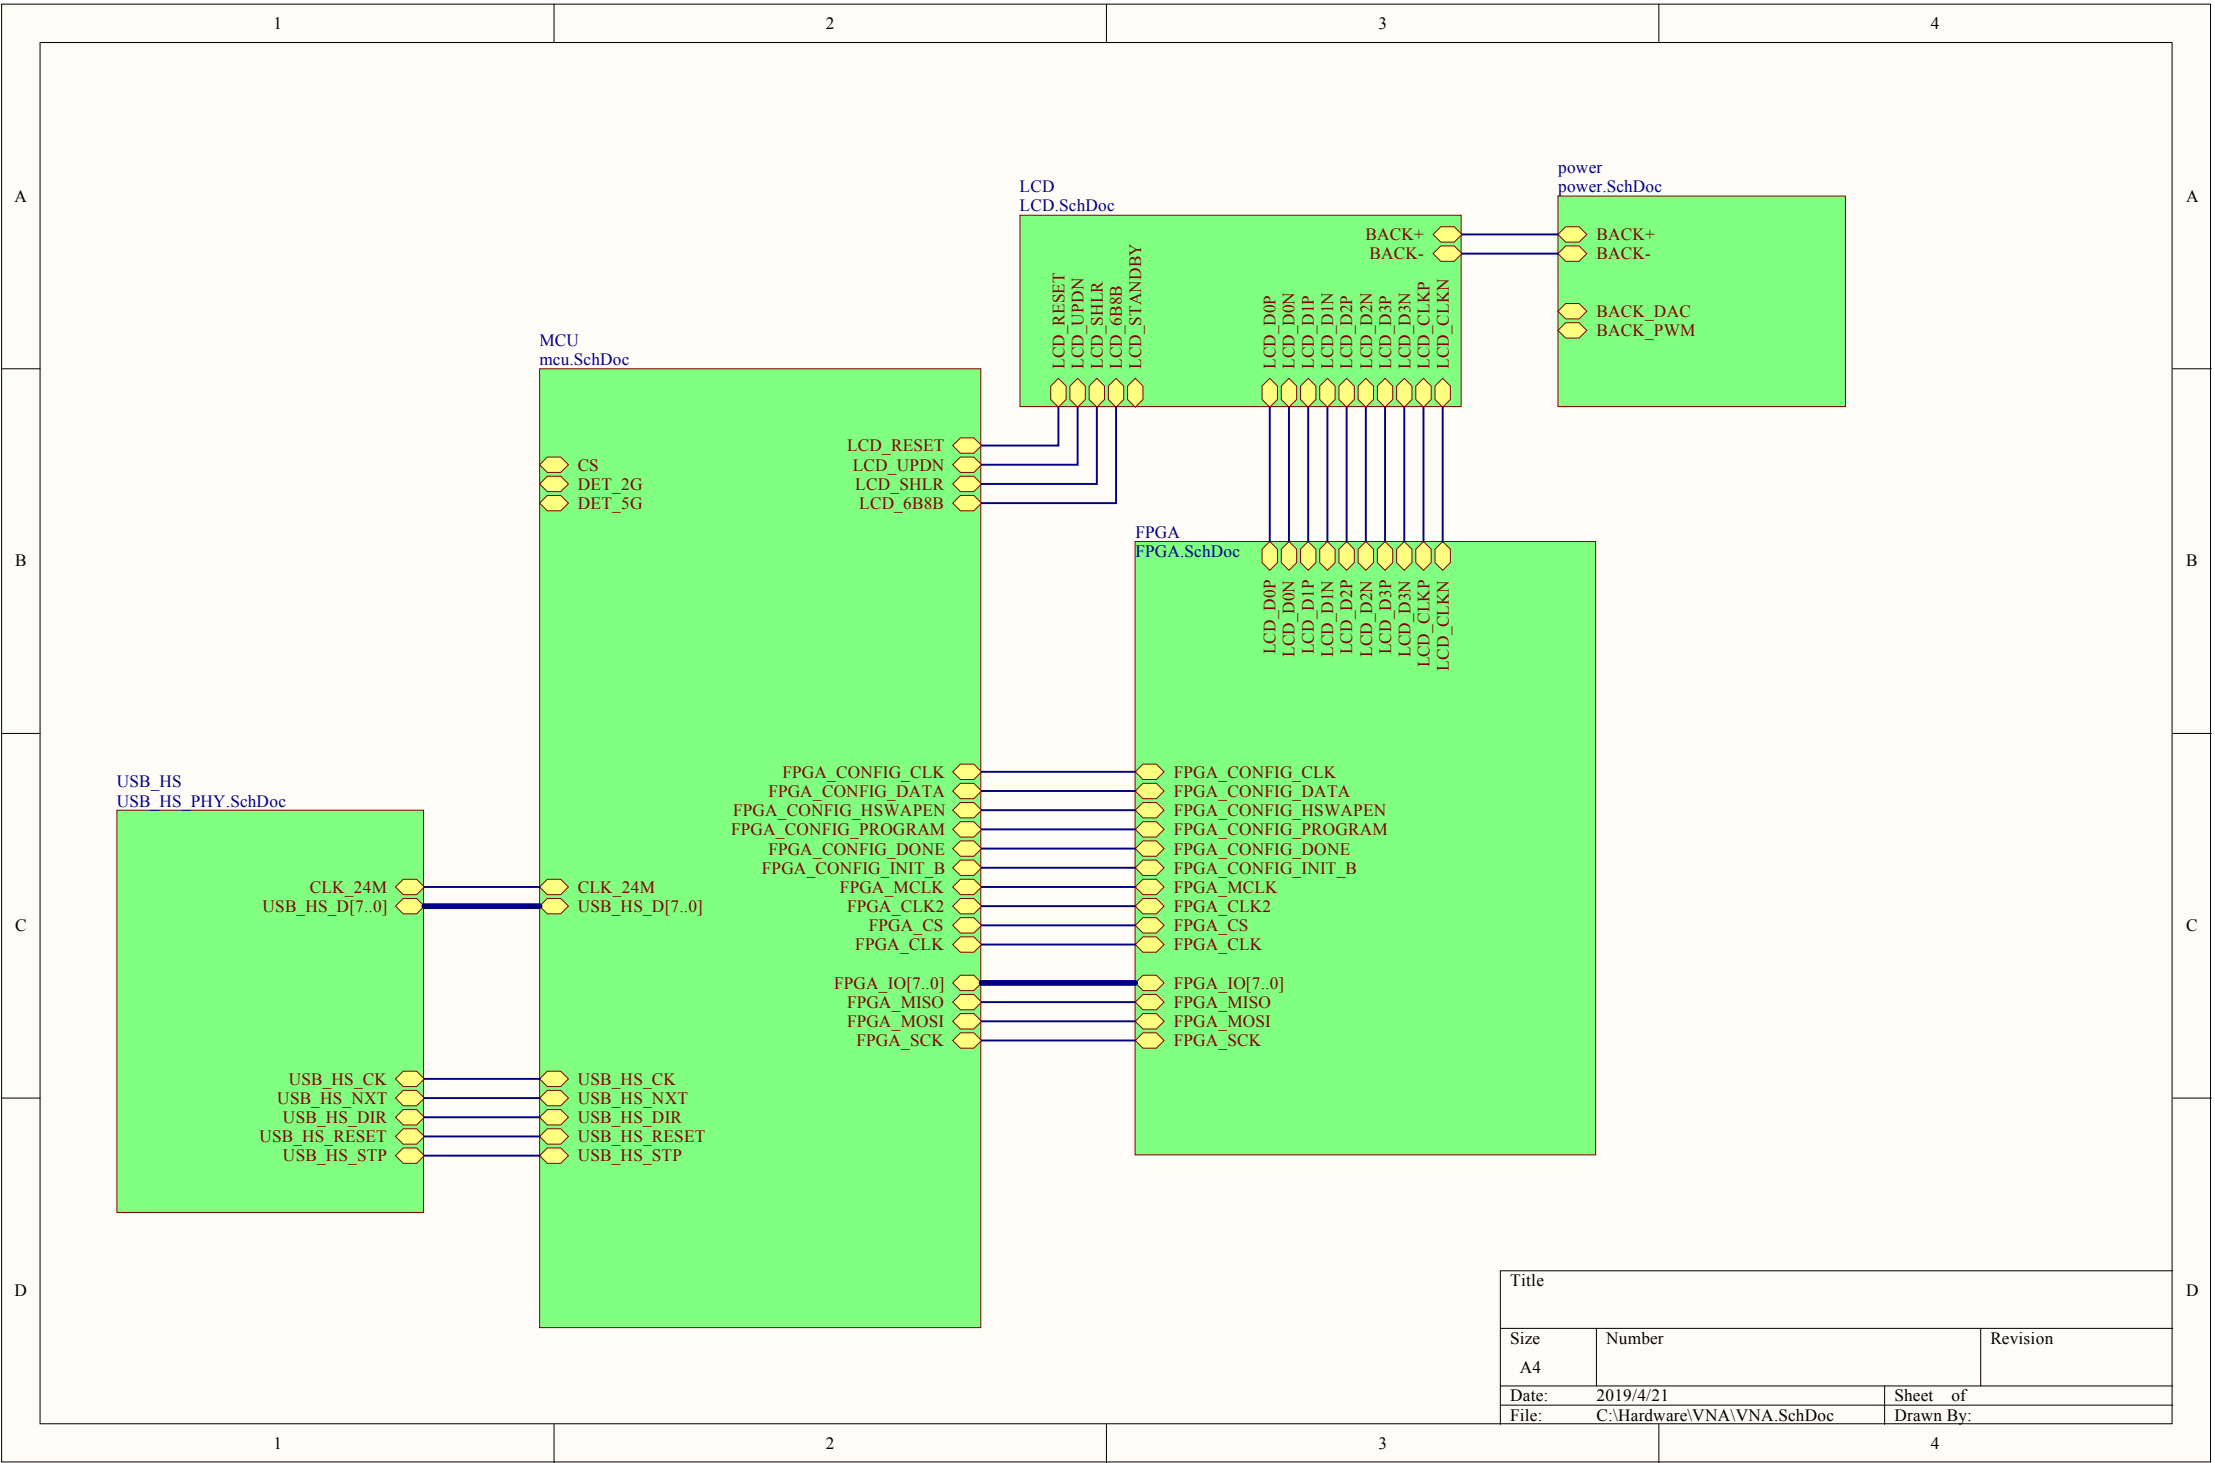 1 2 3 4
A
B
C
D
A
B
C
D
LCD
LCD.SchDoc
BACK+
BACK-
LCD_RESET
LCD_UPDN
LCD_SHLR
LCD_6B8B
LCD_STANDBY
LCD_D0P
LCD_D0N
LCD_D1P
LCD_D1N
LCD_D2P
LCD_D2N
LCD_D3P
LCD_D3N
LCD_CLKP
LCD_CLKN
power
power.SchDoc
BACK+
BACK-
BACK_DAC
BACK_PWM
MCU
mcu.SchDoc
CS
DET_2G
DET_5G
LCD_RESET
LCD_UPDN
LCD_SHLR
LCD_6B8B
FPGA_CONFIG_CLK
FPGA_CONFIG_DATA
FPGA_CONFIG_HSWAPEN
FPGA_CONFIG_PROGRAM
FPGA_CONFIG_DONE
FPGA_CONFIG_INIT_B
FPGA_MCLK
FPGA_CLK2
FPGA_CS
FPGA_CLK
FPGA_IO[7..0]
FPGA_MISO
FPGA_MOSI
FPGA_SCK
CLK_24M
USB_HS_D[7..0]
USB_HS_CK
USB_HS_NXT
USB_HS_DIR
USB_HS_RESET
USB_HS_STP
FPGA
FPGA.SchDoc
LCD_D0P
LCD_D0N
LCD_D1P
LCD_D1N
LCD_D2P
LCD_D2N
LCD_D3P
LCD_D3N
LCD_CLKP
LCD_CLKN
FPGA_CONFIG_CLK
FPGA_CONFIG_DATA
FPGA_CONFIG_HSWAPEN
FPGA_CONFIG_PROGRAM
FPGA_CONFIG_DONE
FPGA_CONFIG_INIT_B
FPGA_MCLK
FPGA_CLK2
FPGA_CS
FPGA_CLK
FPGA_IO[7..0]
FPGA_MISO
FPGA_MOSI
FPGA_SCK
USB_HS
USB_HS_PHY.SchDoc
CLK_24M
USB_HS_D[7..0]
USB_HS_CK
USB_HS_NXT
USB_HS_DIR
USB_HS_RESET
USB_HS_STP
Title
Size Number Revision
A4
Date: 2019/4/21 Sheet of
File: C:\Hardware\VNA\VNA.SchDoc Drawn By:
1 2 3 4